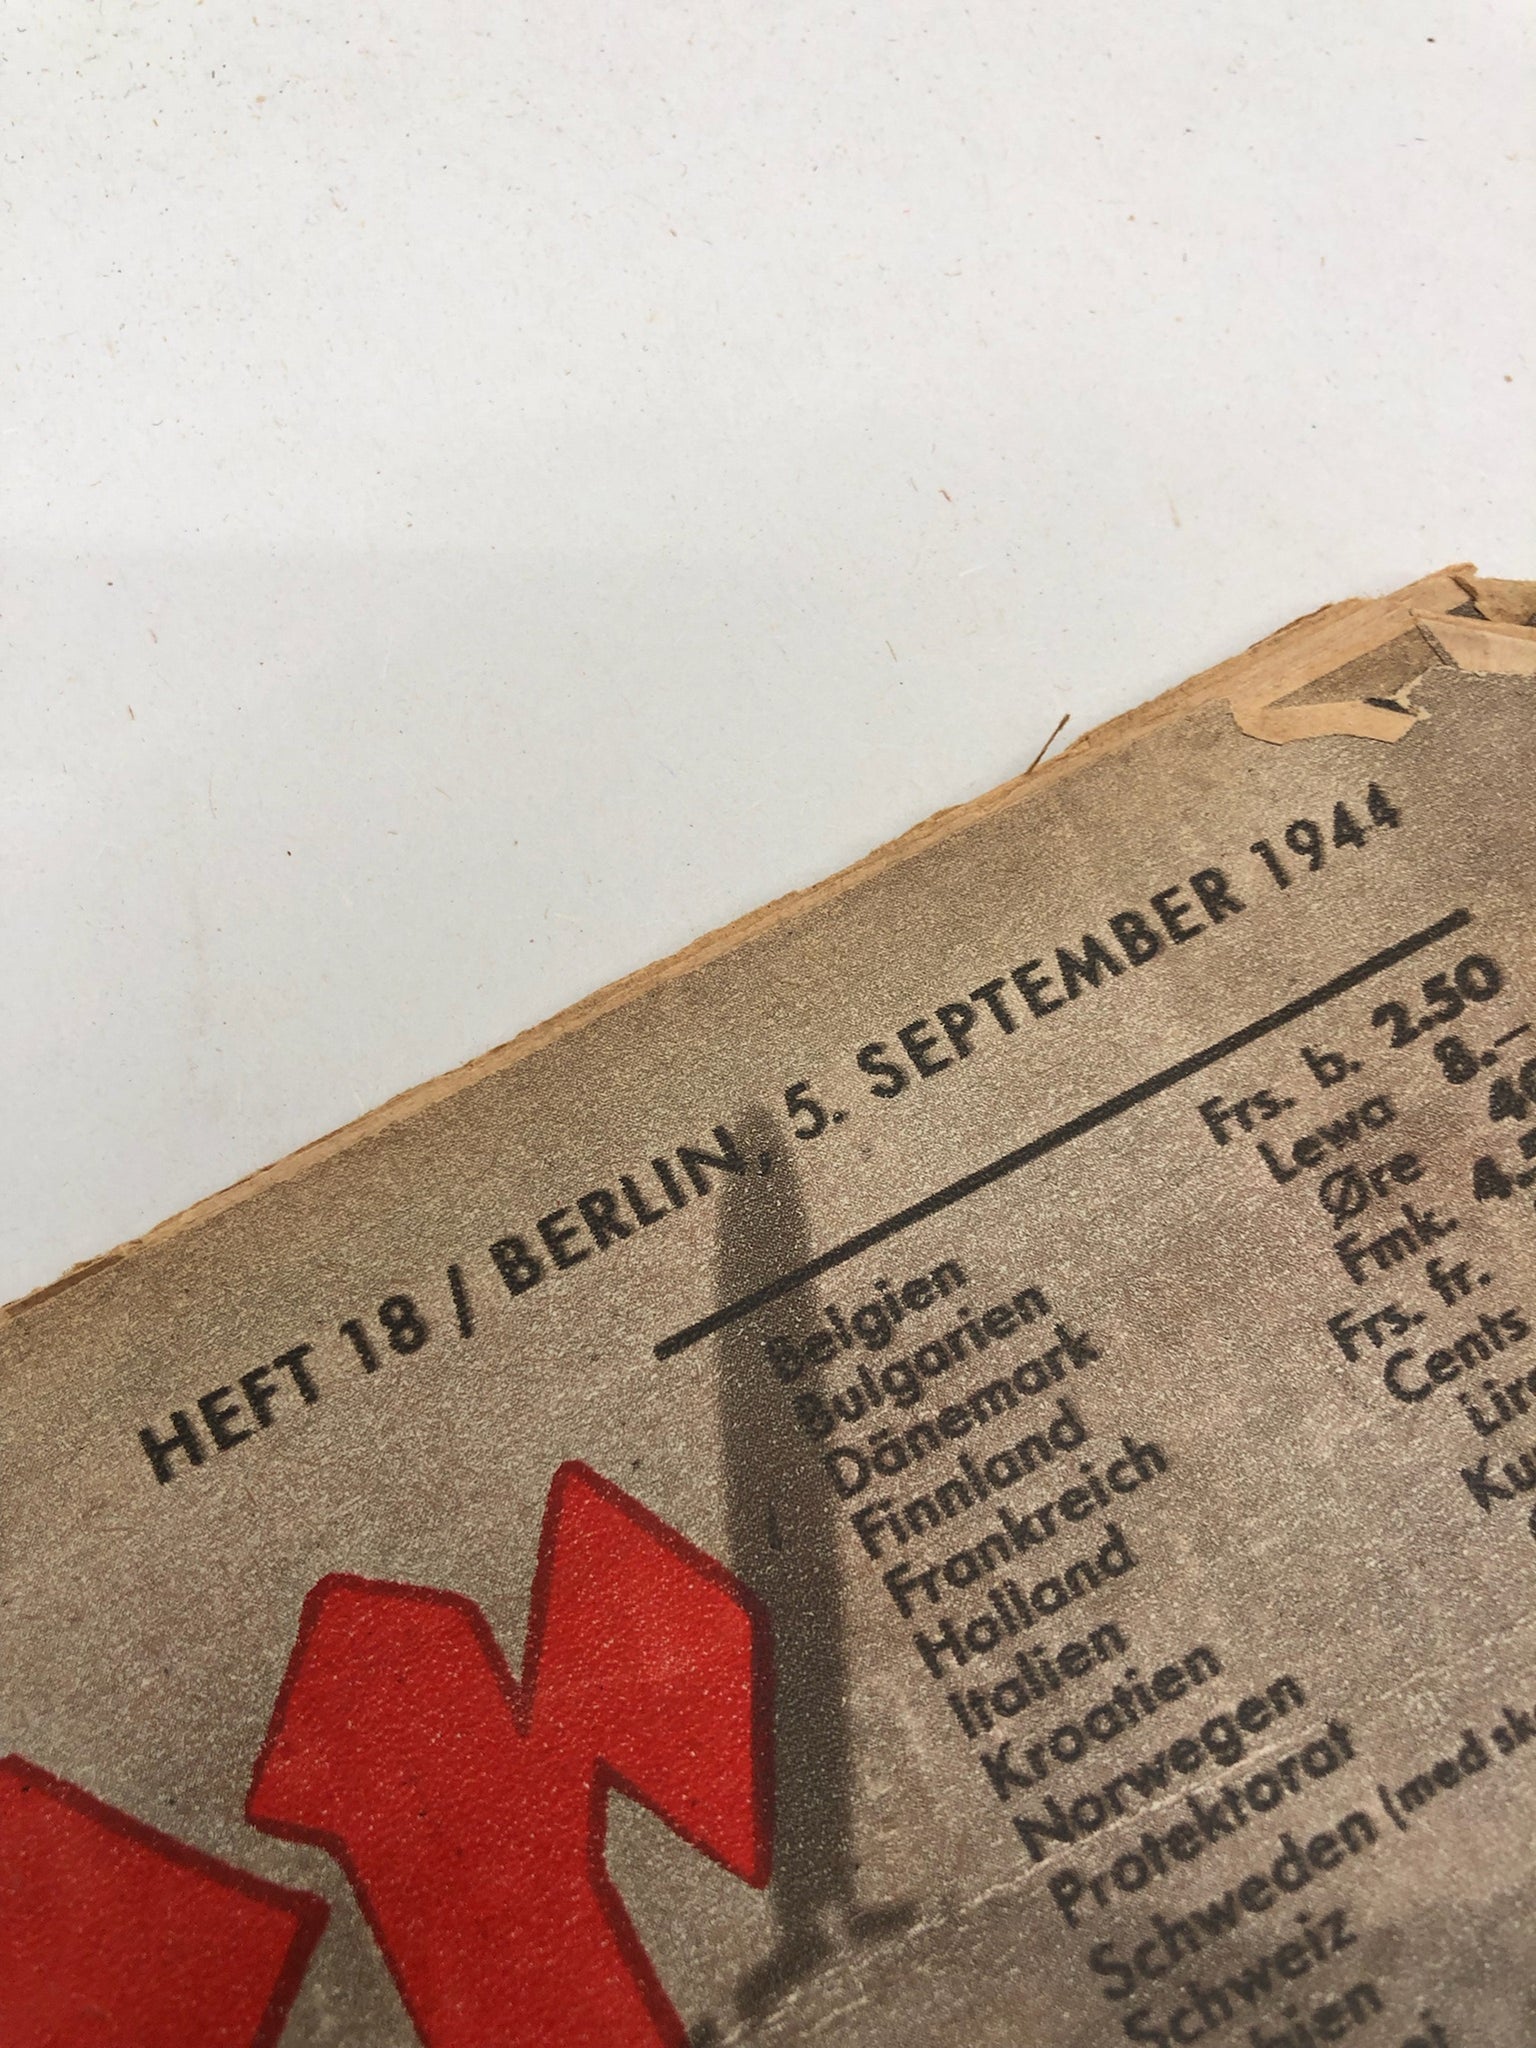 HEFT 18 / BERLIN, 5. SEPTEMBER 1944
Belgien Frs. b. 2.50
Bulgarien Lewa 8.—
Dänemark Øre
Finnland Fmk.
Frankreich Frs. fr.
Holland Cents
Italien
Kroatien
Norwegen
Protektorat
Schweden (med
Schweiz